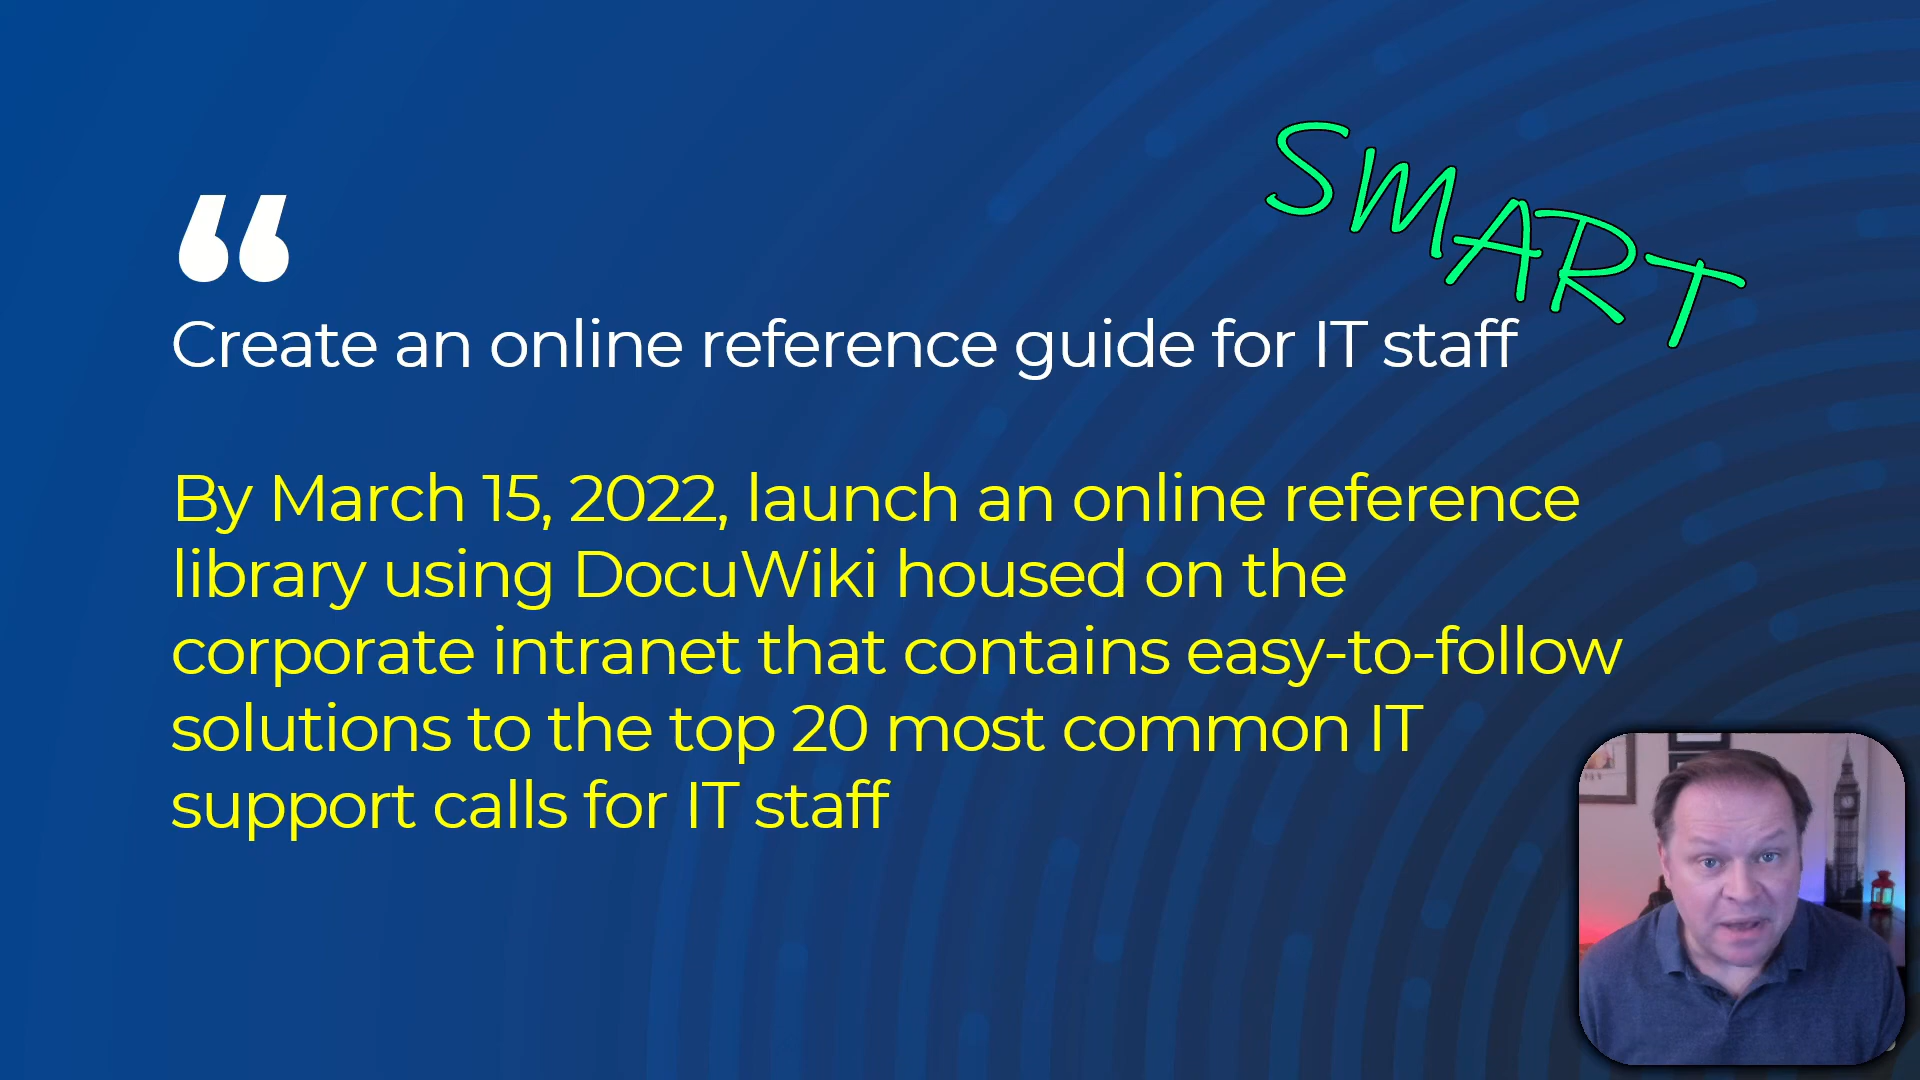 SMART
“
Create an online reference guide for IT staff
By March 15, 2022, launch an online reference
library using DocuWiki housed on the
corporate intranet that contains easy-to-follow
solutions to the top 20 most common IT
support calls for IT staff